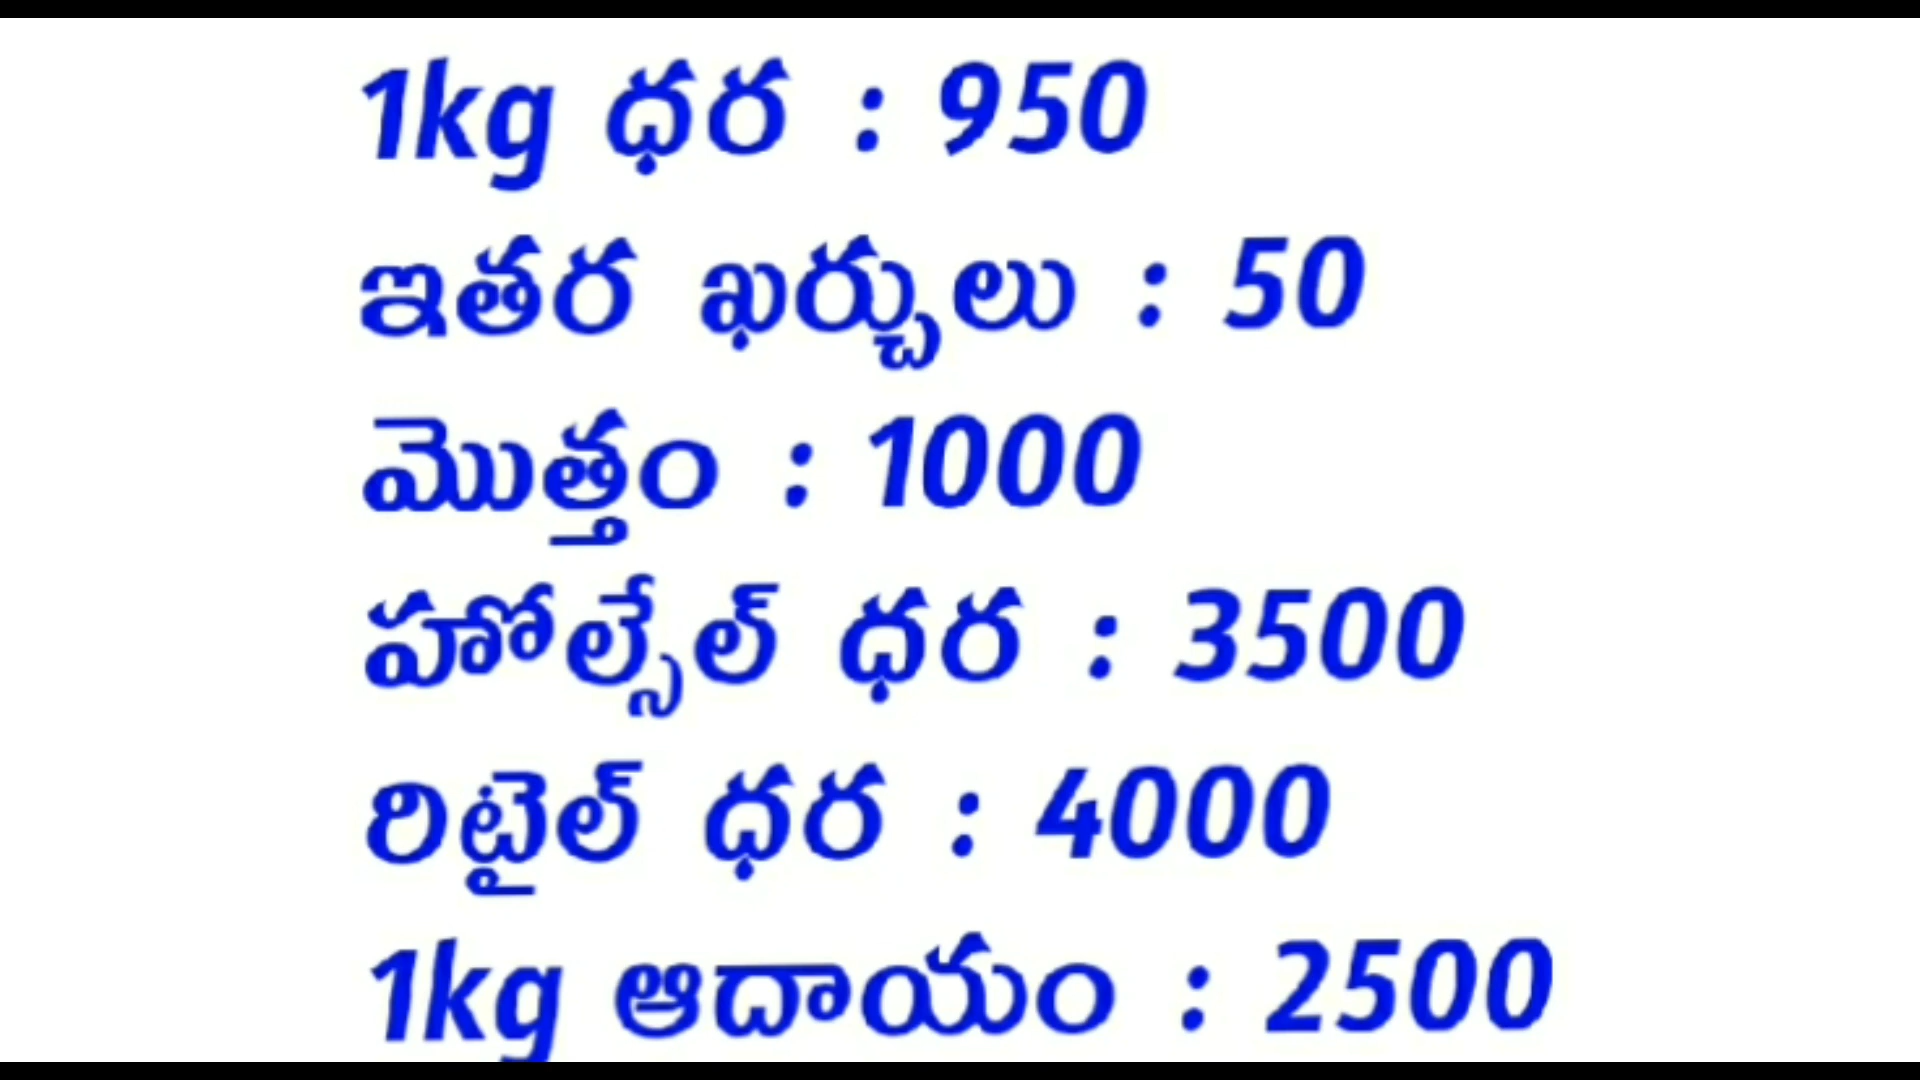 1kg ధర : 950
ఇతర ఖర్చులు : 50
మొత్తం : 1000
హోల్సేల్ ధర : 3500
రిటైల్ ధర : 4000
1kg ఆదాయం : 2500